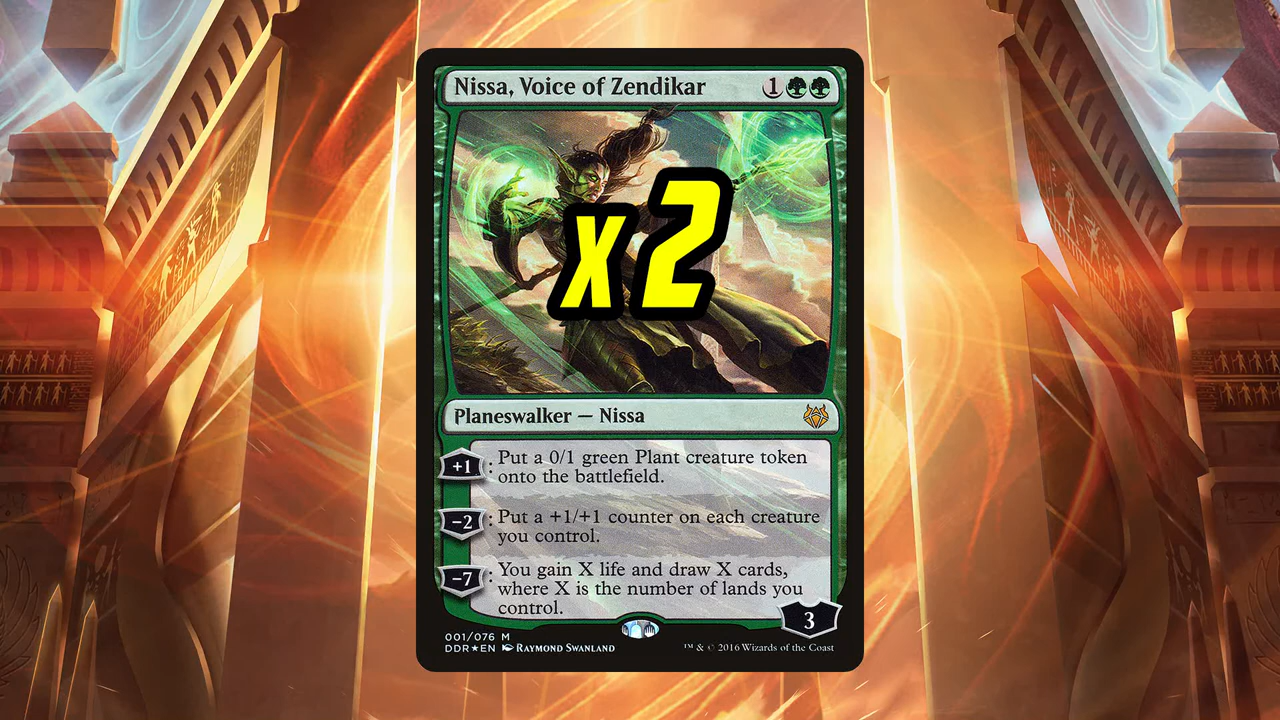 Nissa, Voice of Zendikar 1
x2
Planeswalker — Nissa
+1: Put a 0/1 green Plant creature token
onto the battlefield.
−2: Put a +1/+1 counter on each creature
you control.
−7: You gain X life and draw X cards,
where X is the number of lands you
control.
3
001/076 M
DDR★EN Raymond Swanland
™ & © 2016 Wizards of the Coast